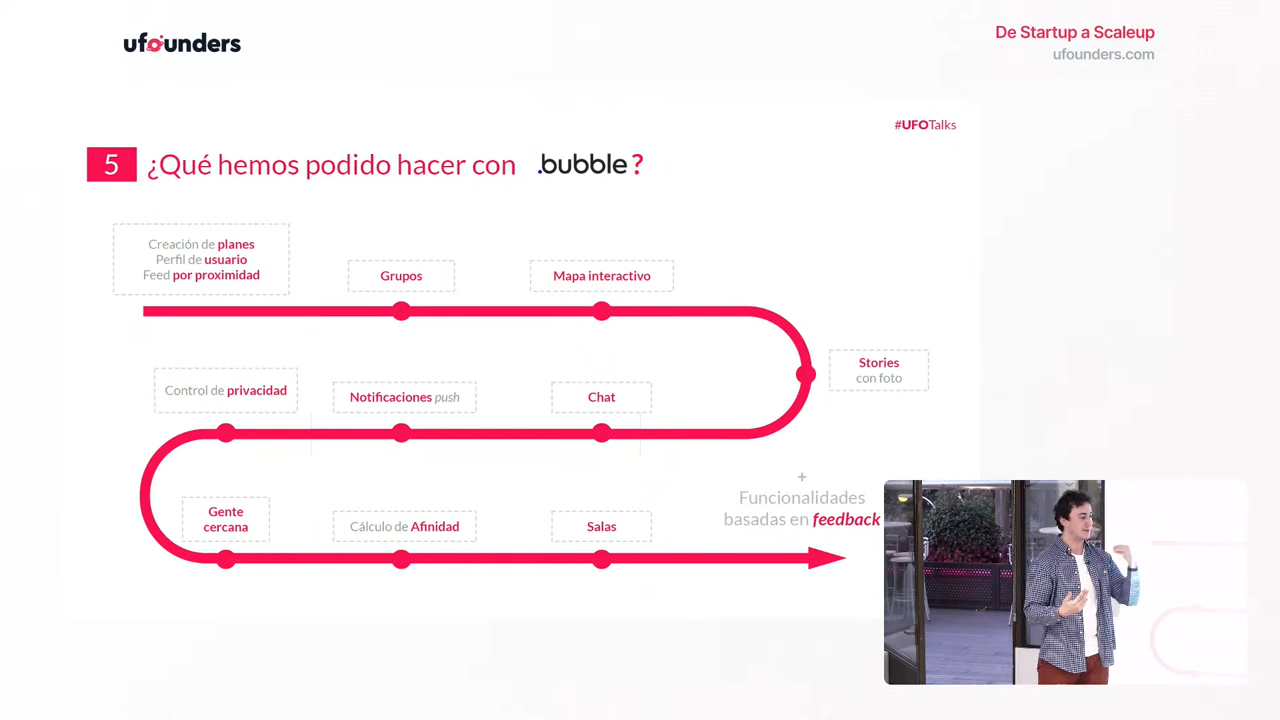 ufounders
De Startup a Scaleup
ufounders.com
#UFOTalks
5 ¿Qué hemos podido hacer con .bubble?
Creación de planes
Perfil de usuario
Feed por proximidad
Grupos
Mapa interactivo
Stories
con foto
Control de privacidad
Notificaciones push
Chat
Gente
cercana
Cálculo de Afinidad
Salas
+
Funcionalidades
basadas en feedback